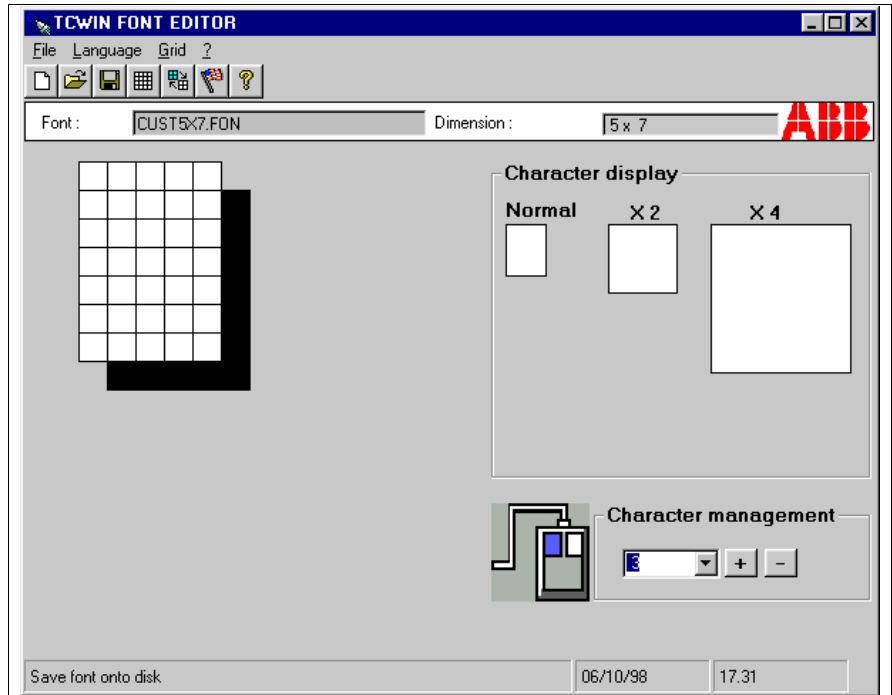 TCWIN FONT EDITOR
File Language Grid ?
Font : CUST5X7.FON Dimension : 5 x 7 ABB
Character display
Normal X 2 X 4
Character management
3 + -
Save font onto disk 06/10/98 17.31